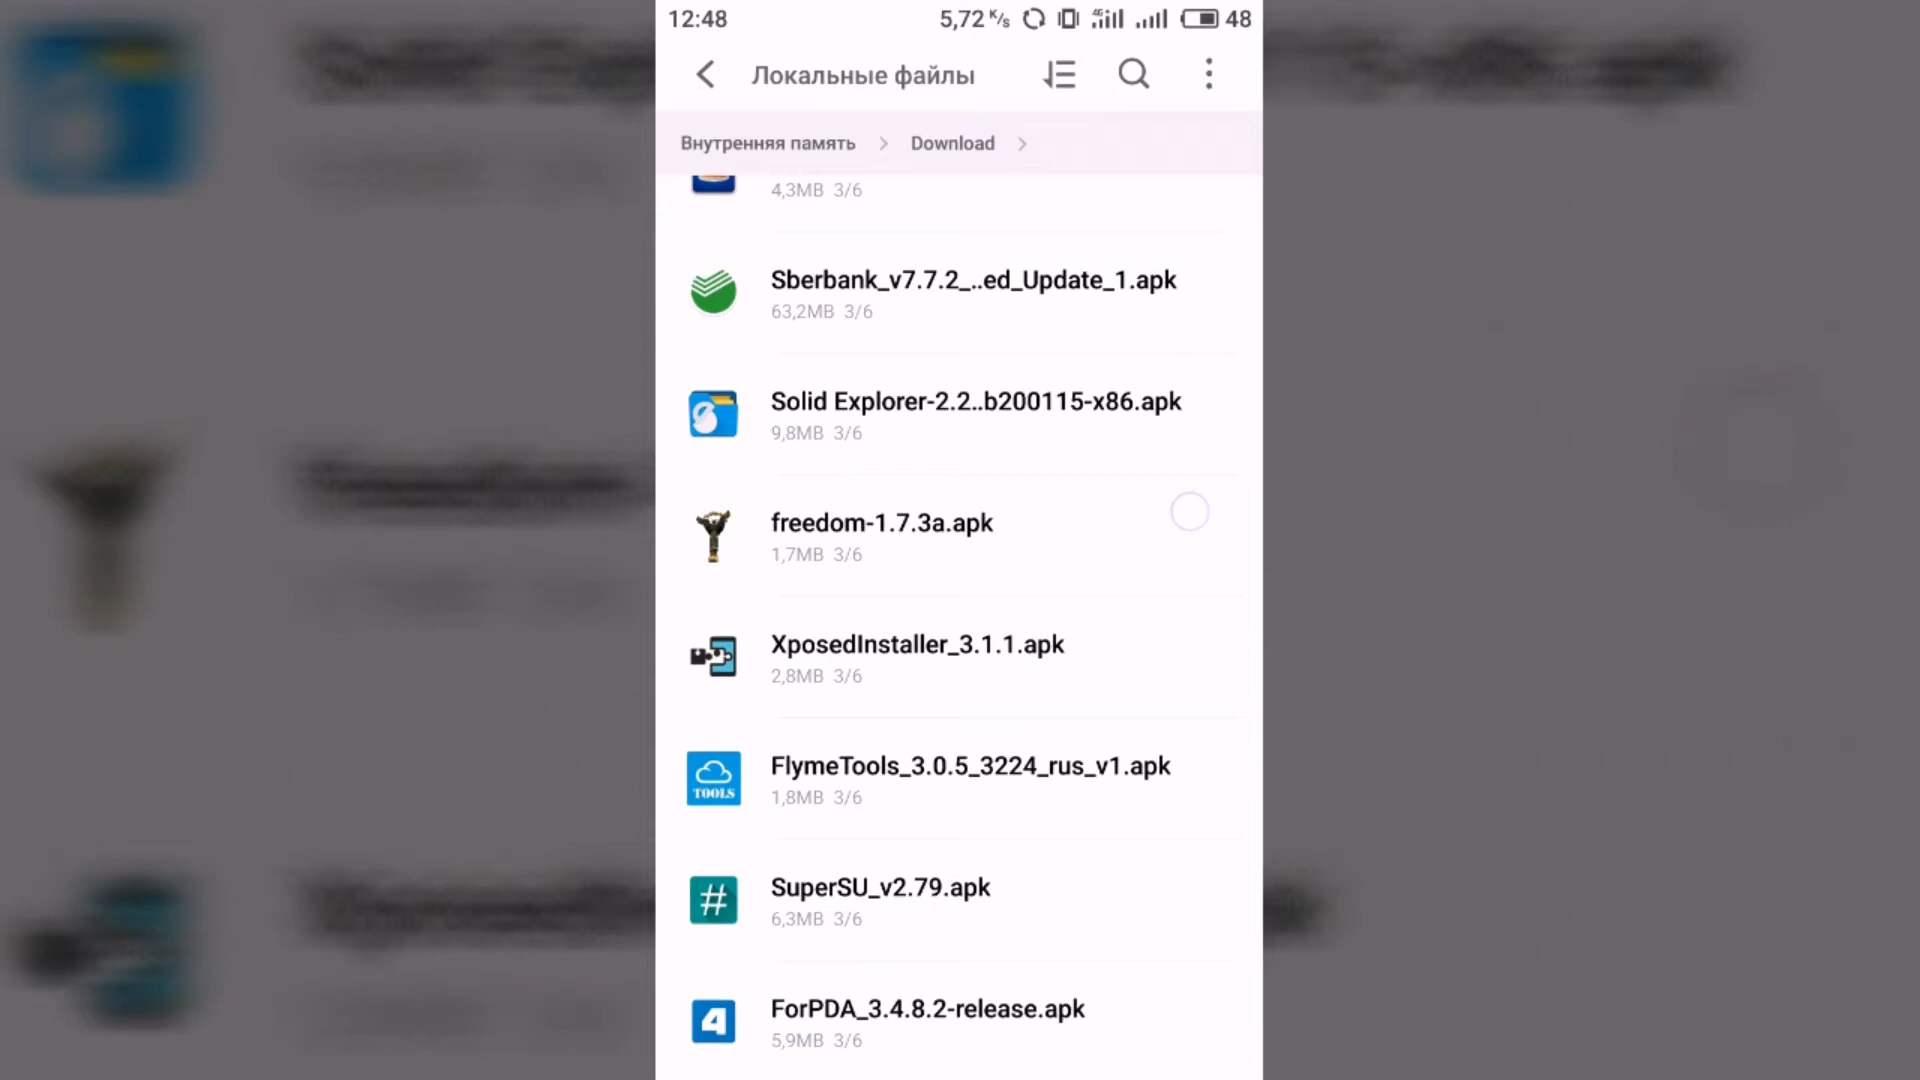 12:48 5,72 K/s 4G 48
Локальные файлы
Внутренняя память Download
4,3MB 3/6
Sberbank_v7.7.2_..ed_Update_1.apk
63,2MB 3/6
Solid Explorer-2.2..b200115-x86.apk
9,8MB 3/6
freedom-1.7.3a.apk
1,7MB 3/6
XposedInstaller_3.1.1.apk
2,8MB 3/6
TOOLS
FlymeTools_3.0.5_3224_rus_v1.apk
1,8MB 3/6
#
SuperSU_v2.79.apk
6,3MB 3/6
4
ForPDA_3.4.8.2-release.apk
5,9MB 3/6